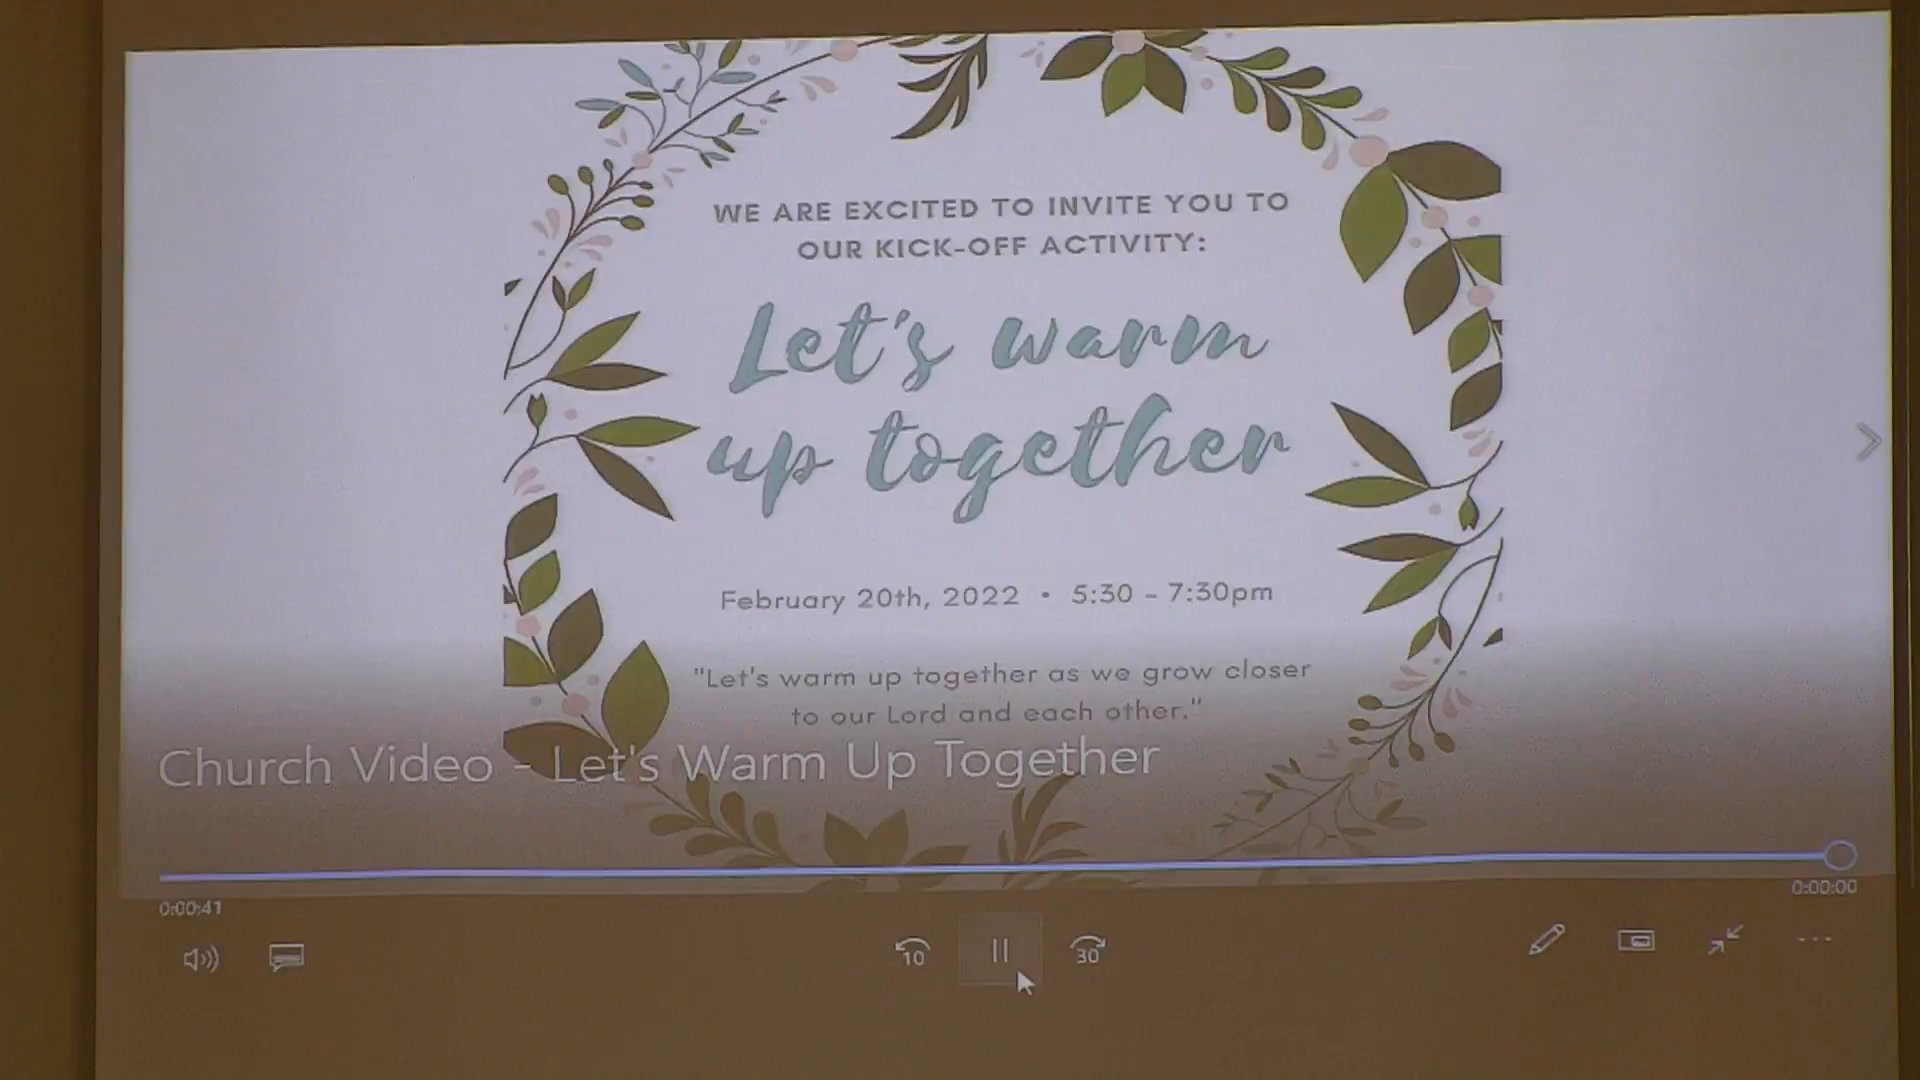 WE ARE EXCITED TO INVITE YOU TO
OUR KICK-OFF ACTIVITY:
Let's warm
up together
February 20th, 2022 • 5:30 - 7:30pm
"Let's warm up together as we grow closer
to our Lord and each other."
Church Video - Let's Warm Up Together
0:00:41
0:00:00
10
30